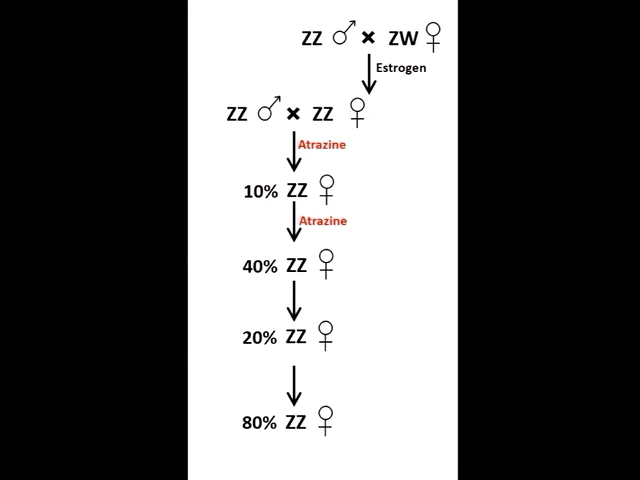 ZZ ♂ × ZW ♀
Estrogen
ZZ ♂ × ZZ ♀
Atrazine
10% ZZ ♀
Atrazine
40% ZZ ♀
20% ZZ ♀
80% ZZ ♀